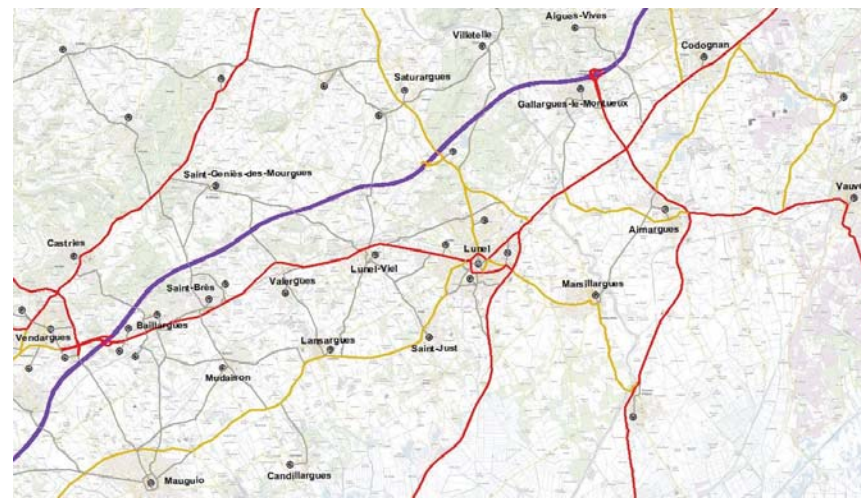 Aigues-Vives
Villetelle
Codognan
Saturargues
Gallargues-le-Montueux
Saint-Geniès-des-Mourgues
Vauve
Aimargues
Castries
Lunel
Lunel-Viel
Saint-Brès
Valergues
Marsillargues
Baillargues
Vendargues
Lansargues
Saint-Just
Mudaison
Candillargues
Mauguio